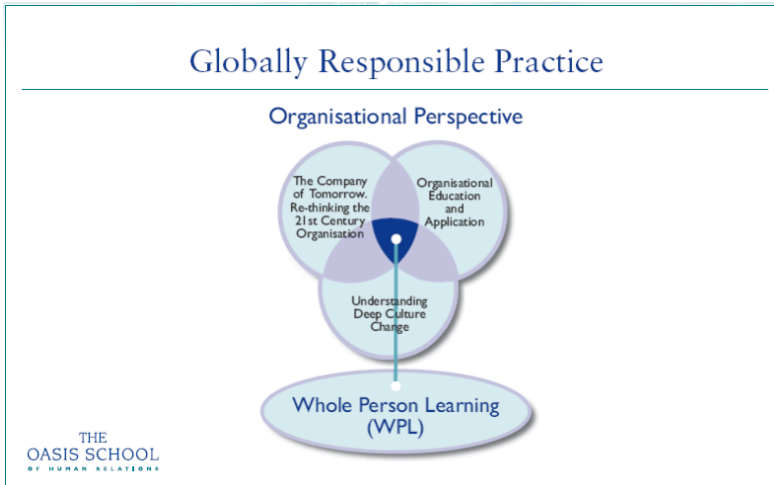 Globally Responsible Practice
Organisational Perspective
The Company
of Tomorrow.
Re-thinking the
21st Century
Organisation
Organisational
Education
and
Application
Understanding
Deep Culture
Change
Whole Person Learning
(WPL)
THE
OASIS SCHOOL
OF HUMAN RELATIONS